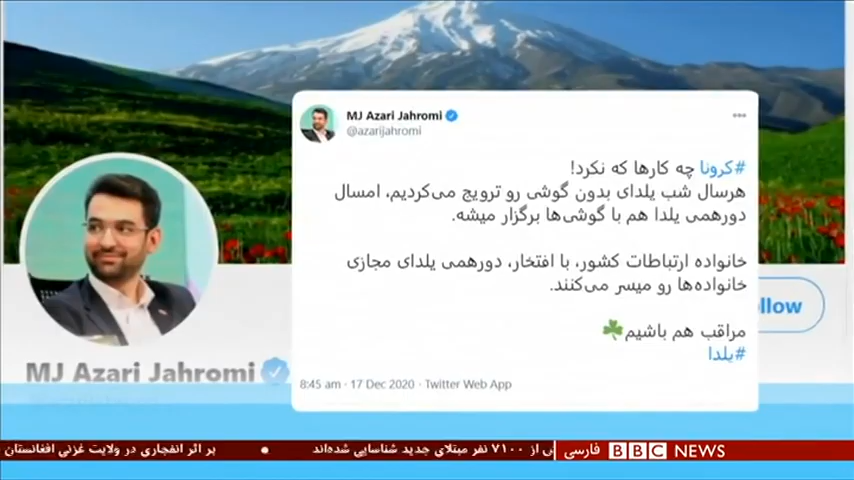 MJ Azari Jahromi
@azarijahromi
#کرونا چه کارها که نکرد!
هرسال شب یلدای بدون گوشی رو ترویج می‌کردیم، امسال
دورهمی یلدا هم با گوشی‌ها برگزار میشه.
خانواده ارتباطات کشور، با افتخار، دورهمی یلدای مجازی
خانواده‌ها رو میسر می‌کنند.
مراقب هم باشیم
#یلدا
8:45 am · 17 Dec 2020 · Twitter Web App
MJ Azari Jahromi
BBC NEWS فارسی
ی از ۷۱۰۰ نفر مبتلای جدید شناسایی شده‌اند
بر اثر انفجاری در ولایت غزنی افغانستان